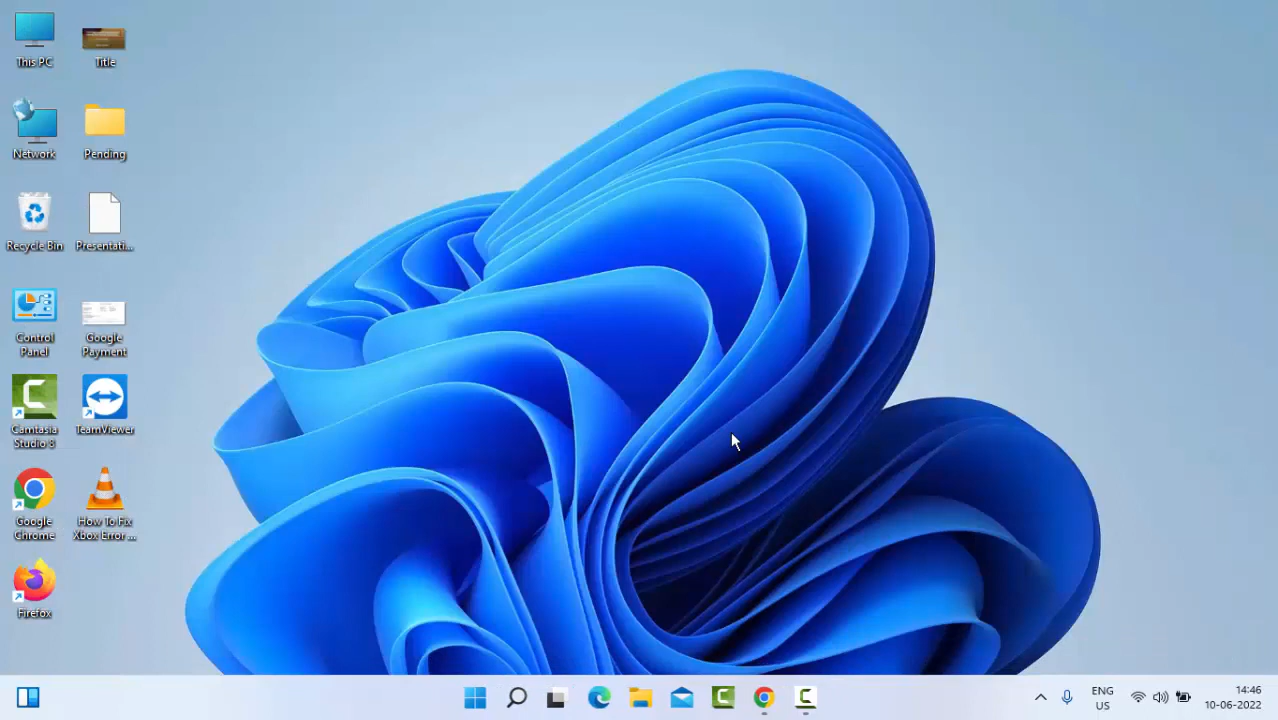 This PC
Title
Network
Pending
Recycle Bin
Presentati...
Control
Panel
Google
Payment
Camtasia
Studio 8
TeamViewer
Google
Chrome
How To Fix
Xbox Error ...
Firefox
ENG
US
14:46
10-06-2022